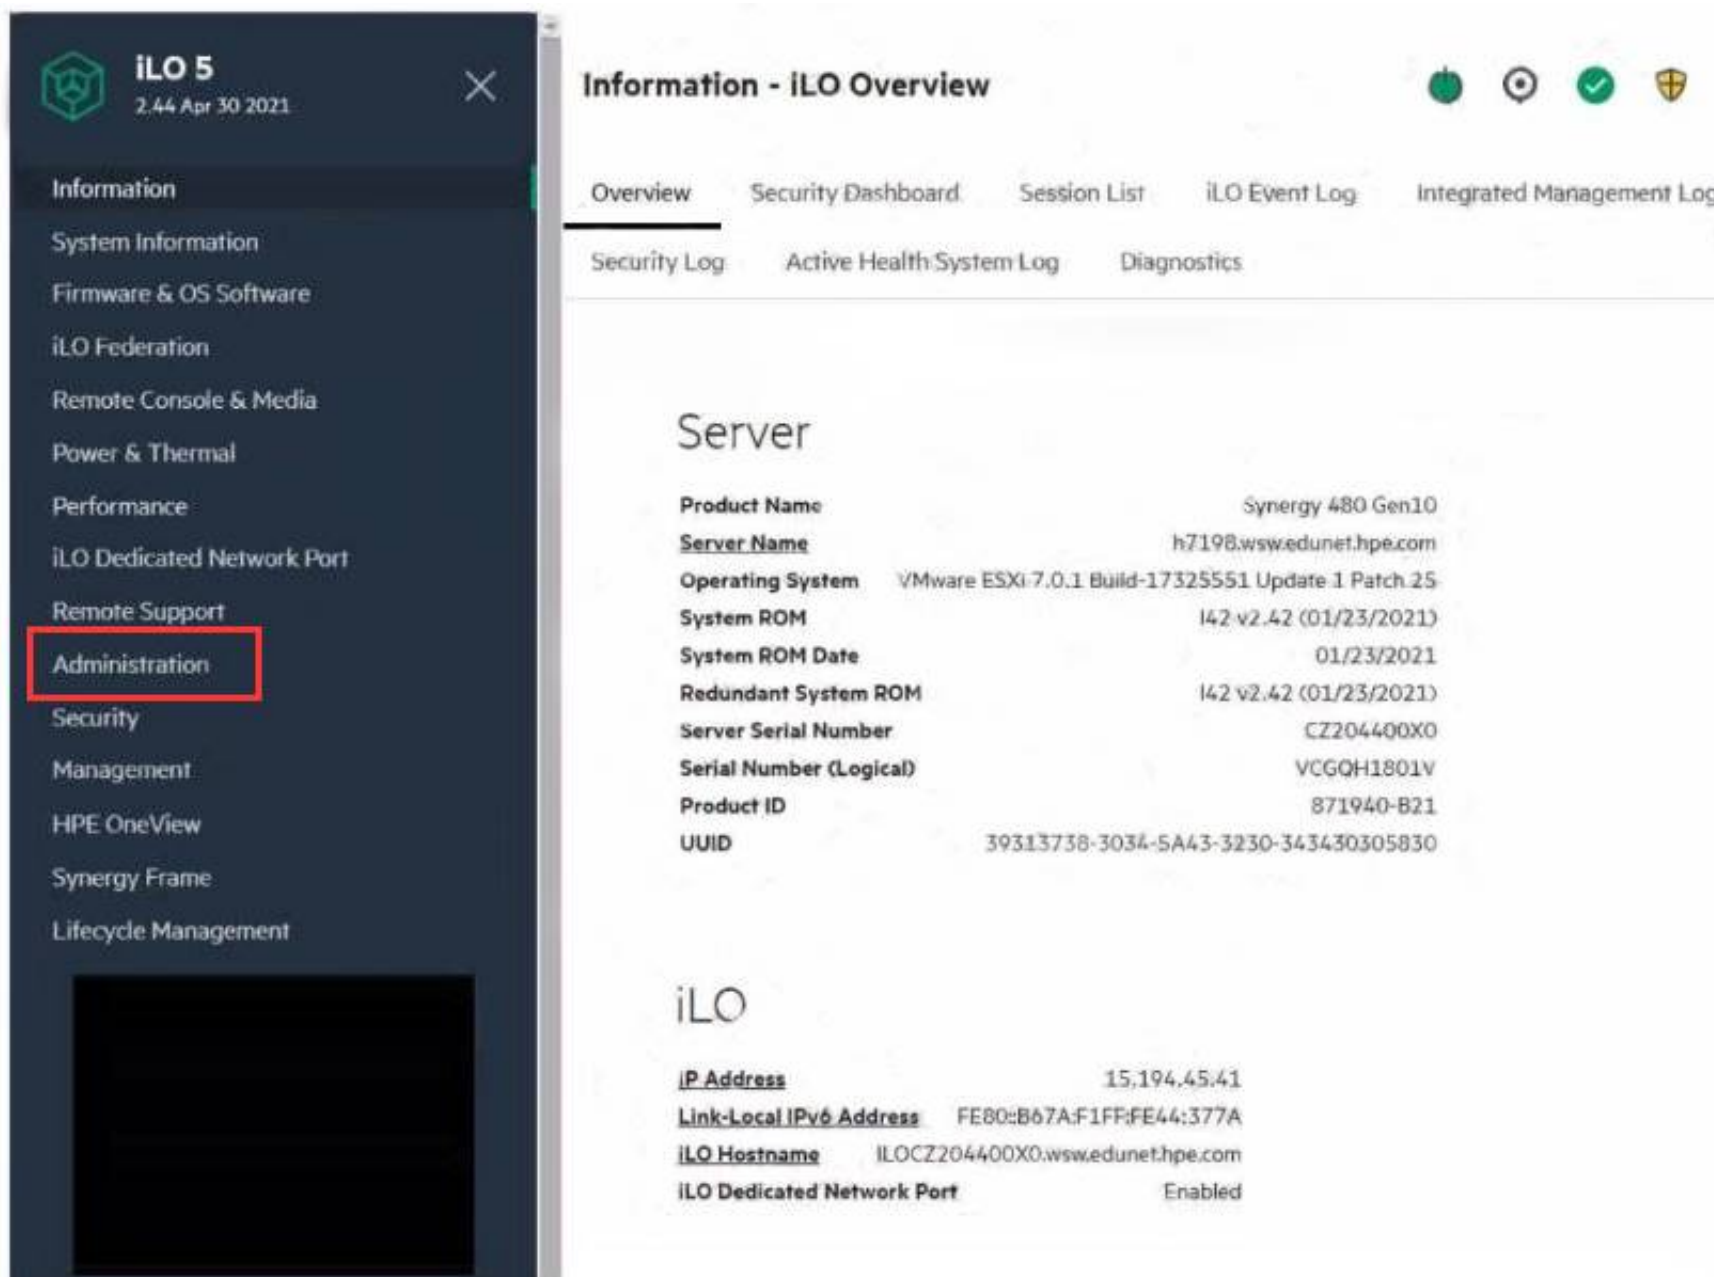 iLO 5
2.44 Apr 30 2021
Information
System Information
Firmware & OS Software
iLO Federation
Remote Console & Media
Power & Thermal
Performance
iLO Dedicated Network Port
Remote Support
Administration
Security
Management
HPE OneView
Synergy Frame
Lifecycle Management
Information - iLO Overview
Overview Security Dashboard Session List iLO Event Log Integrated Management Log
Security Log Active Health System Log Diagnostics
Server
Product Name Synergy 480 Gen10
Server Name h7198.wsw.edunet.hpe.com
Operating System VMware ESXi 7.0.1 Build-17325551 Update 1 Patch 25
System ROM I42 v2.42 (01/23/2021)
System ROM Date 01/23/2021
Redundant System ROM I42 v2.42 (01/23/2021)
Server Serial Number CZ204400X0
Serial Number (Logical) VCGQH1801V
Product ID 871940-B21
UUID 39313738-3034-5A43-3230-343430305830
iLO
IP Address 15.194.45.41
Link-Local IPv6 Address FE80::B67A:F1FF:FE44:377A
iLO Hostname ILOCZ204400X0.wsw.edunet.hpe.com
iLO Dedicated Network Port Enabled